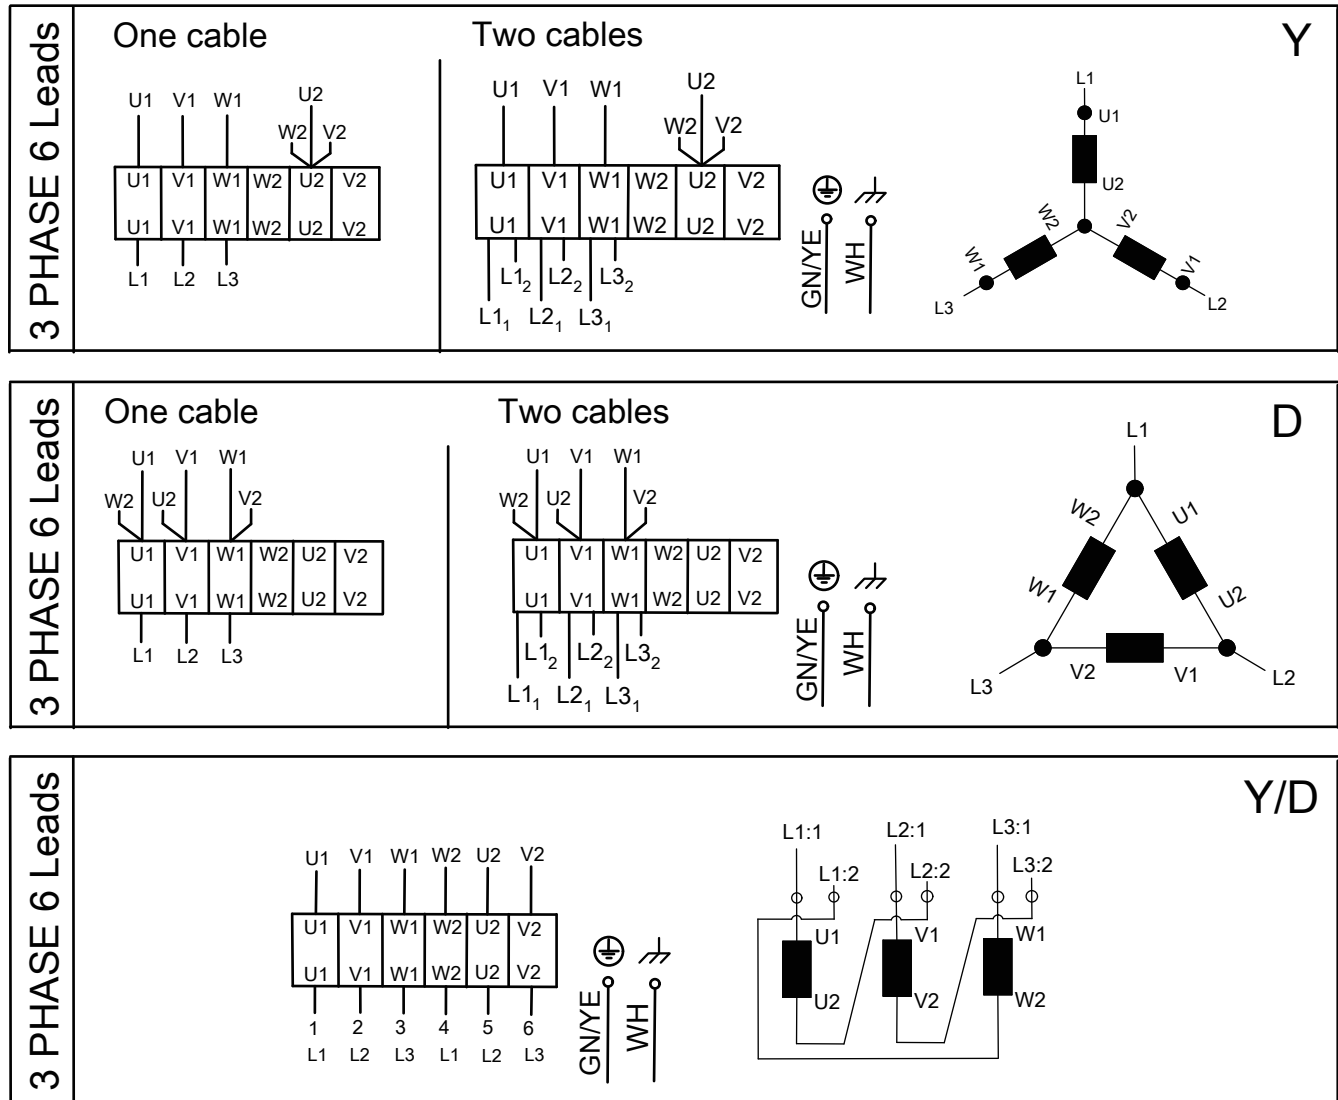 3 PHASE 6 Leads
One cable
Two cables
Y
U1 V1 W1 U2
W2 V2
U1 V1 W1 W2 U2 V2
U1 V1 W1 W2 U2 V2
L1 L2 L3
U1 V1 W1 U2
W2 V2
U1 V1 W1 W2 U2 V2
U1 V1 W1 W2 U2 V2
L1₂ L2₂ L3₂
L1₁ L2₁ L3₁
GN/YE
WH
L1
U1
U2
W2 V2
W1 V1
L3 L2
3 PHASE 6 Leads
One cable
Two cables
D
U1 V1 W1
W2 U2 V2
U1 V1 W1 W2 U2 V2
U1 V1 W1 W2 U2 V2
L1 L2 L3
U1 V1 W1
W2 U2 V2
U1 V1 W1 W2 U2 V2
U1 V1 W1 W2 U2 V2
L1₂ L2₂ L3₂
L1₁ L2₁ L3₁
GN/YE
WH
L1
W2 U1
W1 U2
V2 V1
L3 L2
3 PHASE 6 Leads
Y/D
U1 V1 W1 W2 U2 V2
U1 V1 W1 W2 U2 V2
U1 V1 W1 W2 U2 V2
1 2 3 4 5 6
L1 L2 L3 L1 L2 L3
GN/YE
WH
L1:1 L2:1 L3:1
L1:2 L2:2 L3:2
U1 V1 W1
U2 V2 W2